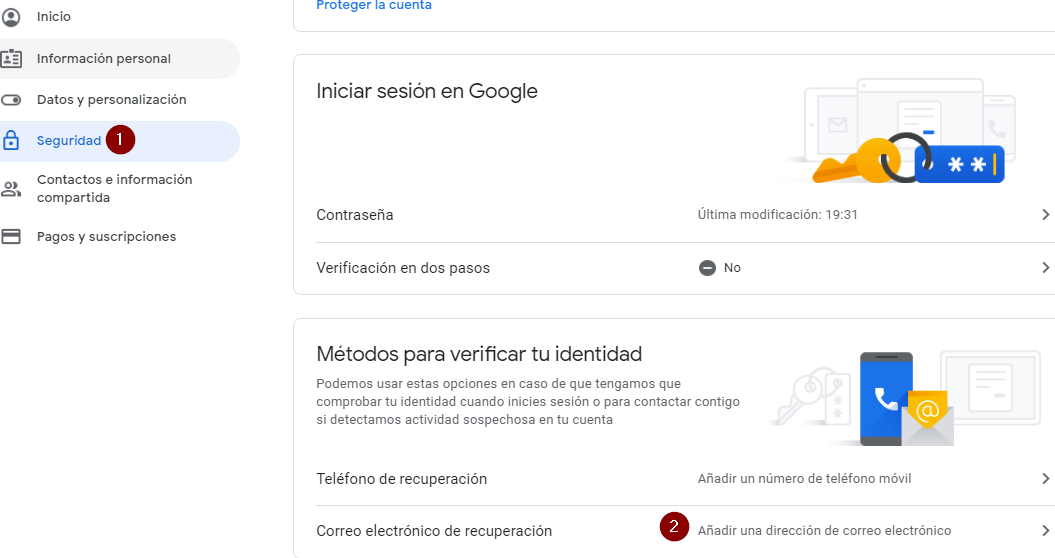 Inicio
Proteger la cuenta
Información personal
Datos y personalización
Seguridad 1
Contactos e información
compartida
Pagos y suscripciones
Iniciar sesión en Google
**
Contraseña Última modificación: 19:31
Verificación en dos pasos No
Métodos para verificar tu identidad
Podemos usar estas opciones en caso de que tengamos que
comprobar tu identidad cuando inicies sesión o para contactar contigo
si detectamos actividad sospechosa en tu cuenta
@
Teléfono de recuperación Añadir un número de teléfono móvil
Correo electrónico de recuperación 2 Añadir una dirección de correo electrónico